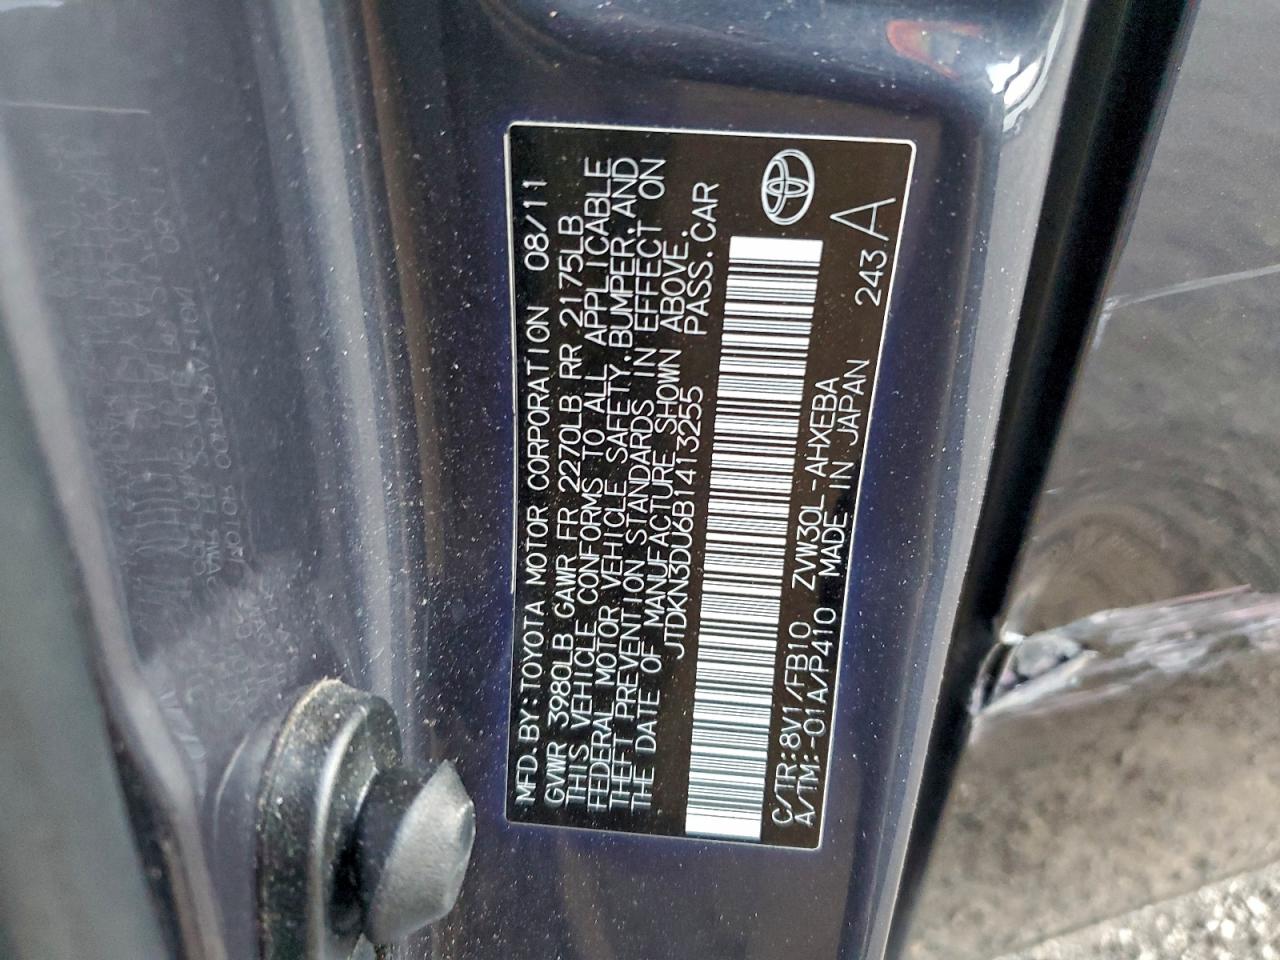 MFD. BY: TOYOTA MOTOR CORPORATION 08/11
GVWR 3980LB GAWR FR 2270LB RR 2175LB
THIS VEHICLE CONFORMS TO ALL APPLICABLE
FEDERAL MOTOR VEHICLE SAFETY, BUMPER, AND
THEFT PREVENTION STANDARDS IN EFFECT ON
THE DATE OF MANUFACTURE SHOWN ABOVE.
JTDKN3DU6B1413255 PASS. CAR
C/TR: 8V1/FB10 ZVW30L-AHXEBA 243 A
A/TM: -01A/P410 MADE IN JAPAN